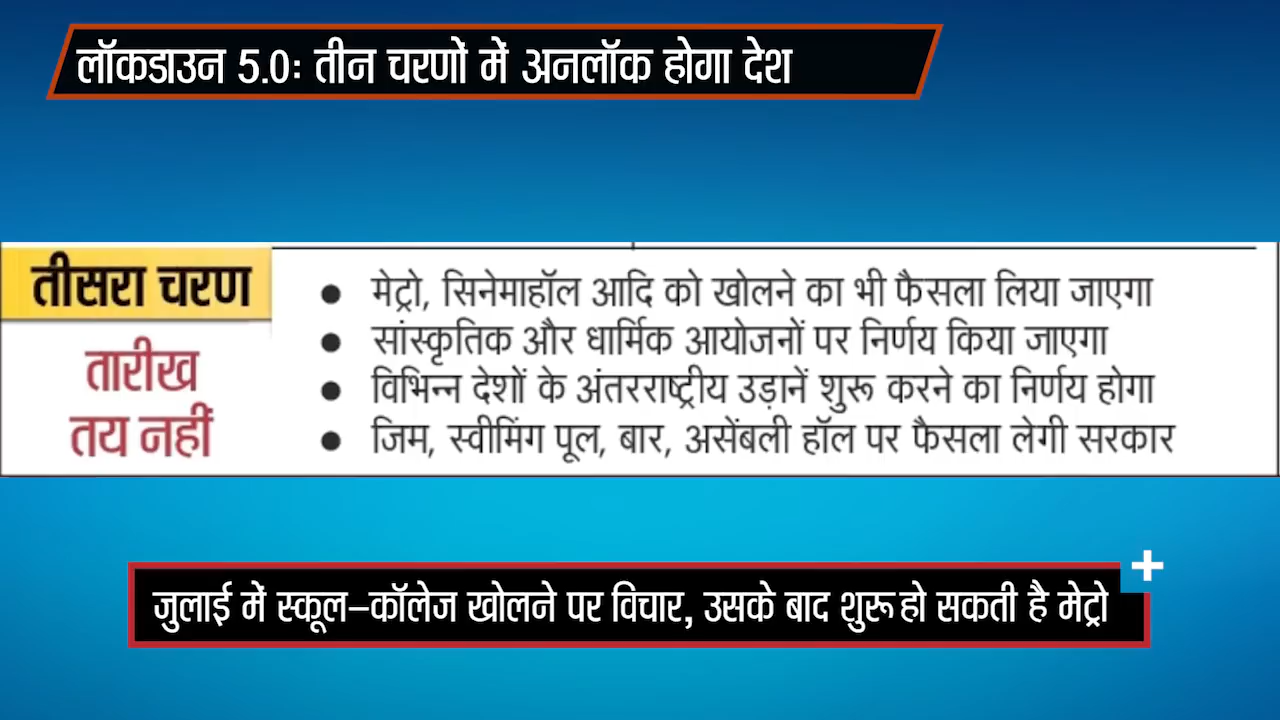 लॉकडाउन 5.0: तीन चरणों में अनलॉक होगा देश
तीसरा चरण
तारीख
तय नहीं
● मेट्रो, सिनेमाहॉल आदि को खोलने का भी फैसला लिया जाएगा
● सांस्कृतिक और धार्मिक आयोजनों पर निर्णय किया जाएगा
● विभिन्न देशों के अंतरराष्ट्रीय उड़ानें शुरू करने का निर्णय होगा
● जिम, स्वीमिंग पूल, बार, असेंबली हॉल पर फैसला लेगी सरकार
जुलाई में स्कूल–कॉलेज खोलने पर विचार, उसके बाद शुरू हो सकती है मेट्रो